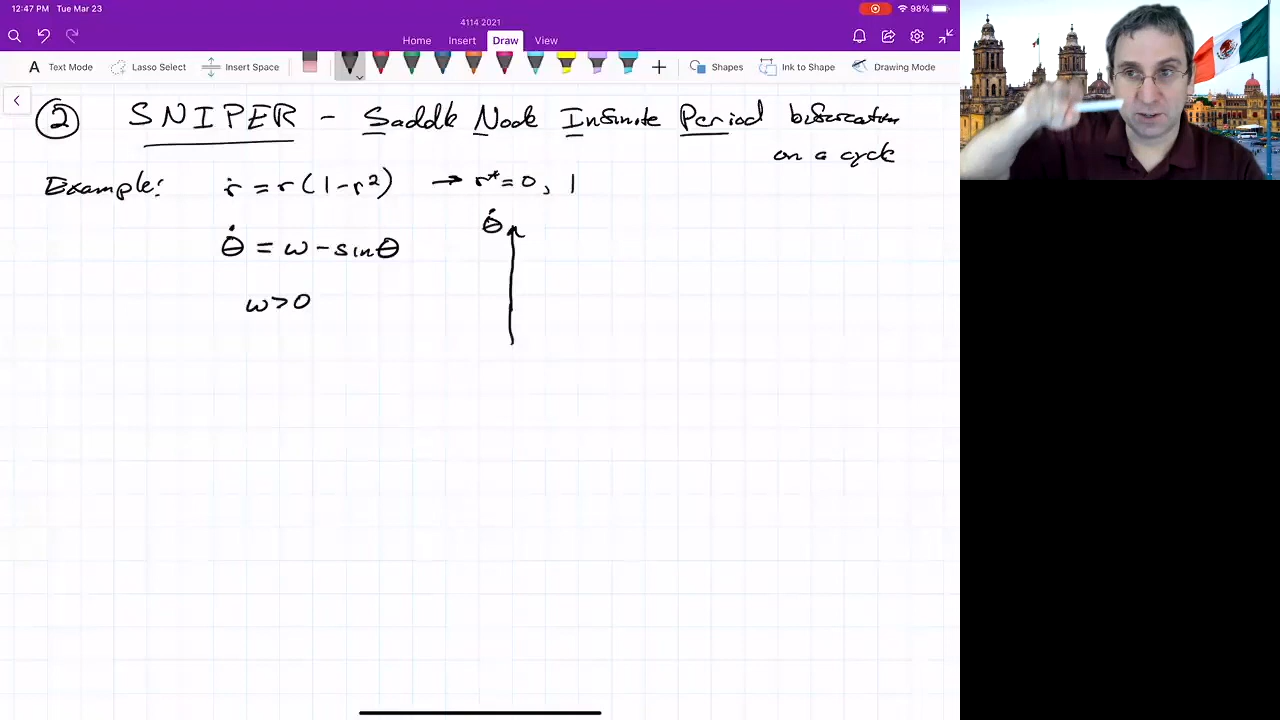 12:47 PM Tue Mar 23
98%
4114 2021
Home Insert Draw View
Text Mode Lasso Select Insert Space Shapes Ink to Shape Drawing Mode
② SNIPER - Saddle Node Infinite Period bifurcation
on a cycle
Example: ṙ = r(1-r²) → r* = 0, 1
θ̇
θ̇ = ω - sinθ
ω>0